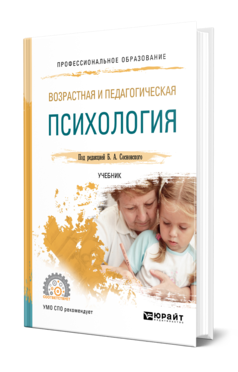 ПРОФЕССИОНАЛЬНОЕ ОБРАЗОВАНИЕ
ВОЗРАСТНАЯ И ПЕДАГОГИЧЕСКАЯ
ПСИХОЛОГИЯ
Под редакцией Б. А. Сосновского
УЧЕБНИК
УМО СПО рекомендует
юрайт